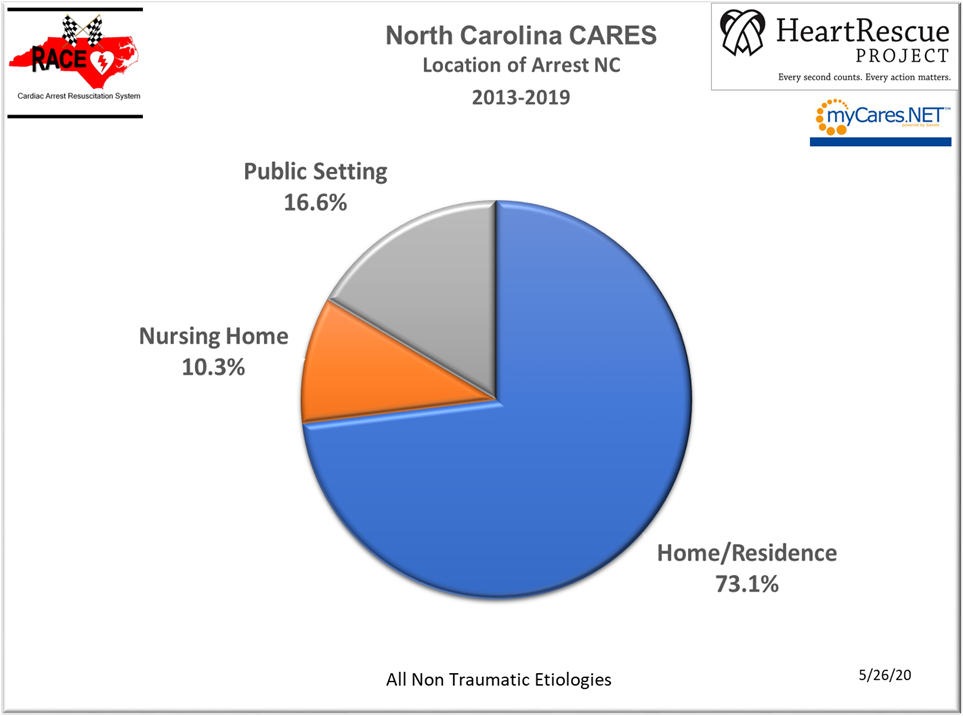 RACE
Cardiac Arrest Resuscitation System
North Carolina CARES
Location of Arrest NC
2013-2019
HeartRescue
PROJECT
Every second counts. Every action matters.
myCares.NET™
Public Setting
16.6%
Nursing Home
10.3%
Home/Residence
73.1%
All Non Traumatic Etiologies
5/26/20